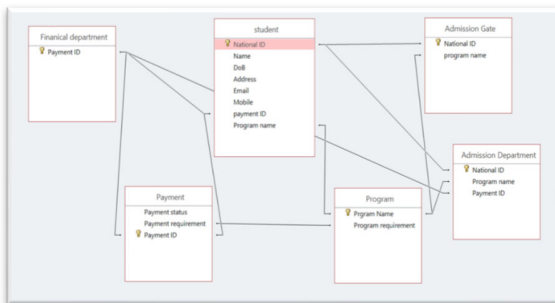 Finanical department
Payment ID
student
National ID
Name
DoB
Address
Email
Mobile
payment ID
Program name
Admission Gate
National ID
program name
Admission Department
National ID
Program name
Payment ID
Payment
Payment status
Payment requirement
Payment ID
Program
Prgram Name
Program requirement